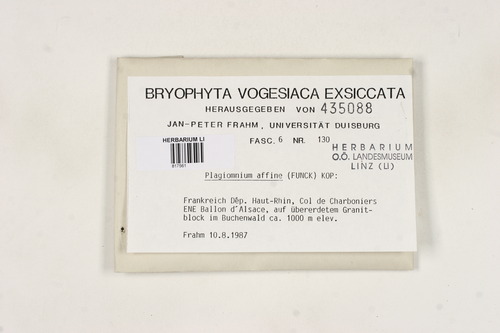 BRYOPHYTA VOGESIACA EXSICCATA
HERAUSGEGEBEN VON 435088
JAN-PETER FRAHM, UNIVERSITÄT DUISBURG
HERBARIUM LI
FASC. 6 NR. 130
HERBARIUM
O.Ö. LANDESMUSEUM
LINZ (LI)
Plagiomnium affine (FUNCK) KOP:
Frankreich Dêp. Haut-Rhin, Col de Charboniers
ENE Ballon d'Alsace, auf übererdetem Granit-
block im Buchenwald ca. 1000 m elev.
Frahm 10.8.1987